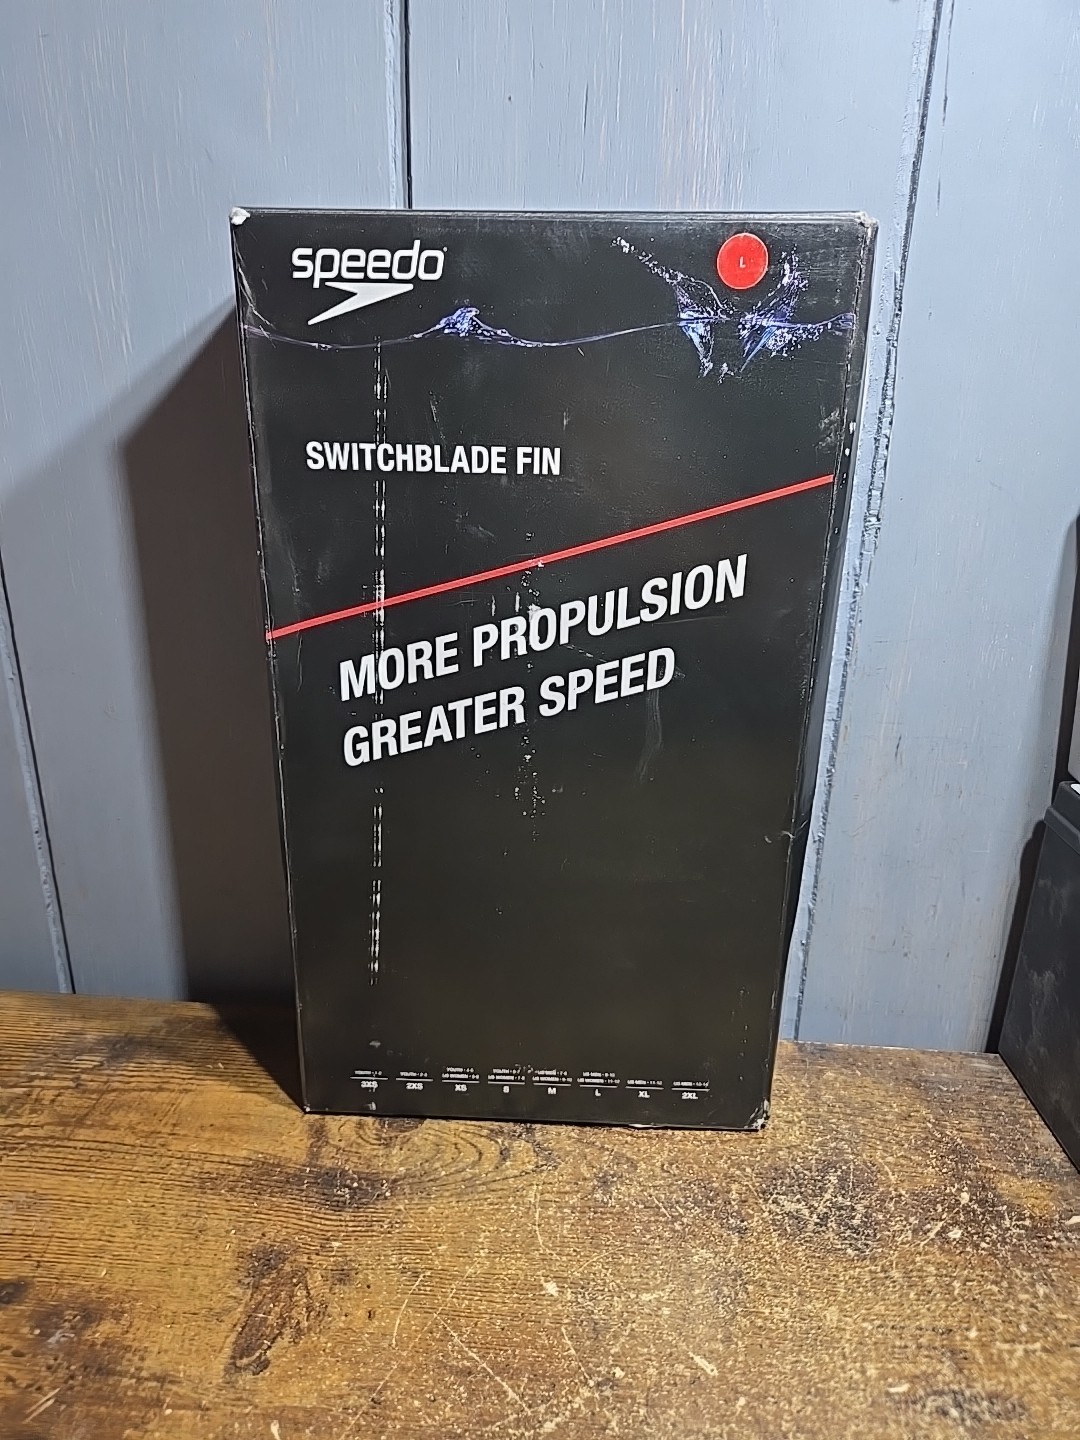 speedo
L
SWITCHBLADE FIN
MORE PROPULSION
GREATER SPEED
3XS 2XS XS S M L XL 2XL